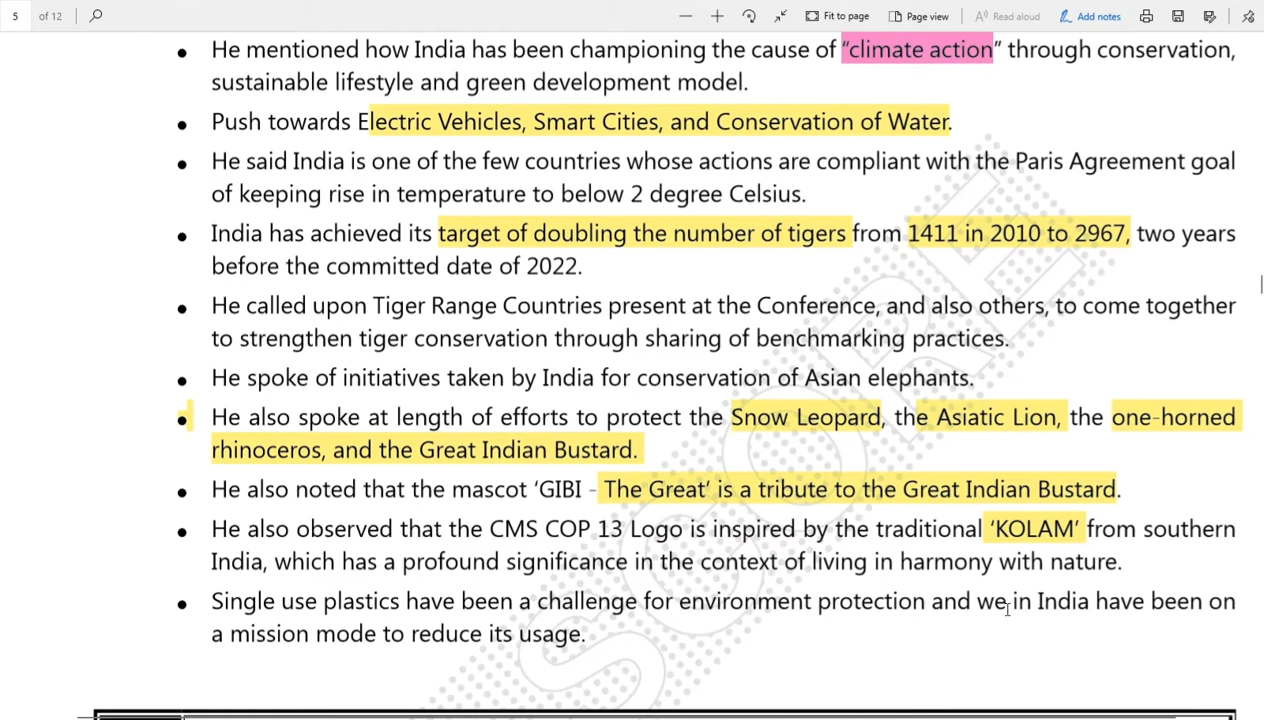 5 of 12 Fit to page Page view Read aloud Add notes
• He mentioned how India has been championing the cause of “climate action” through conservation,
sustainable lifestyle and green development model.
• Push towards Electric Vehicles, Smart Cities, and Conservation of Water.
• He said India is one of the few countries whose actions are compliant with the Paris Agreement goal
of keeping rise in temperature to below 2 degree Celsius.
• India has achieved its target of doubling the number of tigers from 1411 in 2010 to 2967, two years
before the committed date of 2022.
• He called upon Tiger Range Countries present at the Conference, and also others, to come together
to strengthen tiger conservation through sharing of benchmarking practices.
• He spoke of initiatives taken by India for conservation of Asian elephants.
• He also spoke at length of efforts to protect the Snow Leopard, the Asiatic Lion, the one-horned
rhinoceros, and the Great Indian Bustard.
• He also noted that the mascot ‘GIBI - The Great’ is a tribute to the Great Indian Bustard.
• He also observed that the CMS COP 13 Logo is inspired by the traditional ‘KOLAM’ from southern
India, which has a profound significance in the context of living in harmony with nature.
• Single use plastics have been a challenge for environment protection and we in India have been on
a mission mode to reduce its usage.
SCORE